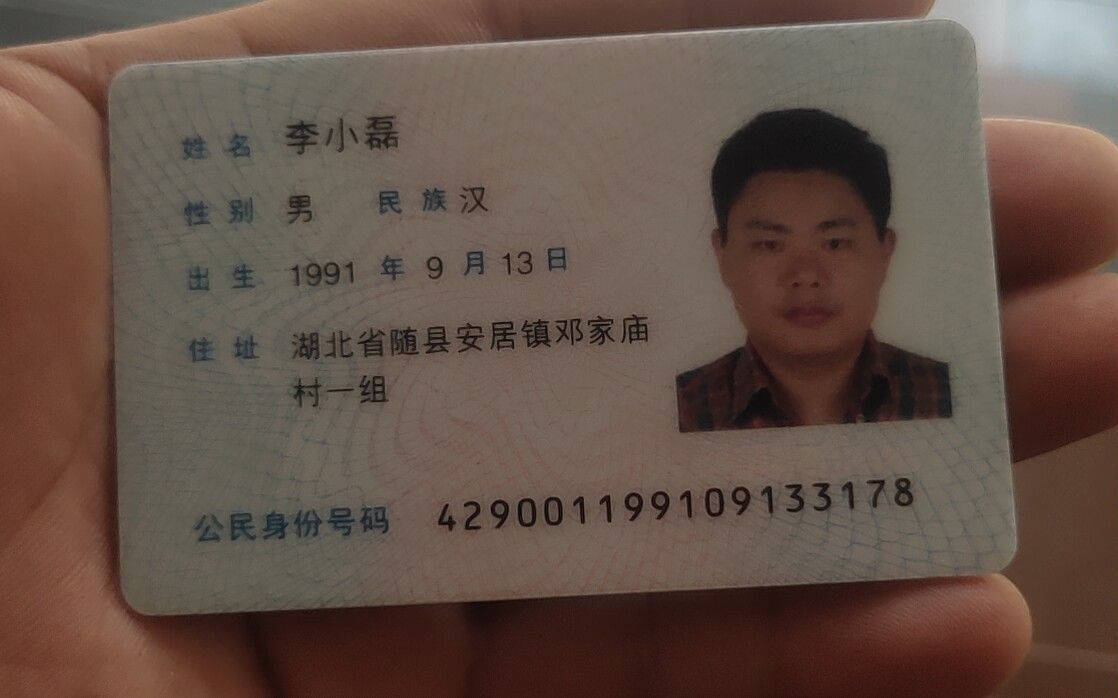 姓名 李小磊
性别 男 民族 汉
出生 1991 年 9 月 13 日
住址 湖北省随县安居镇邓家庙
村一组
公民身份号码 429001199109133178